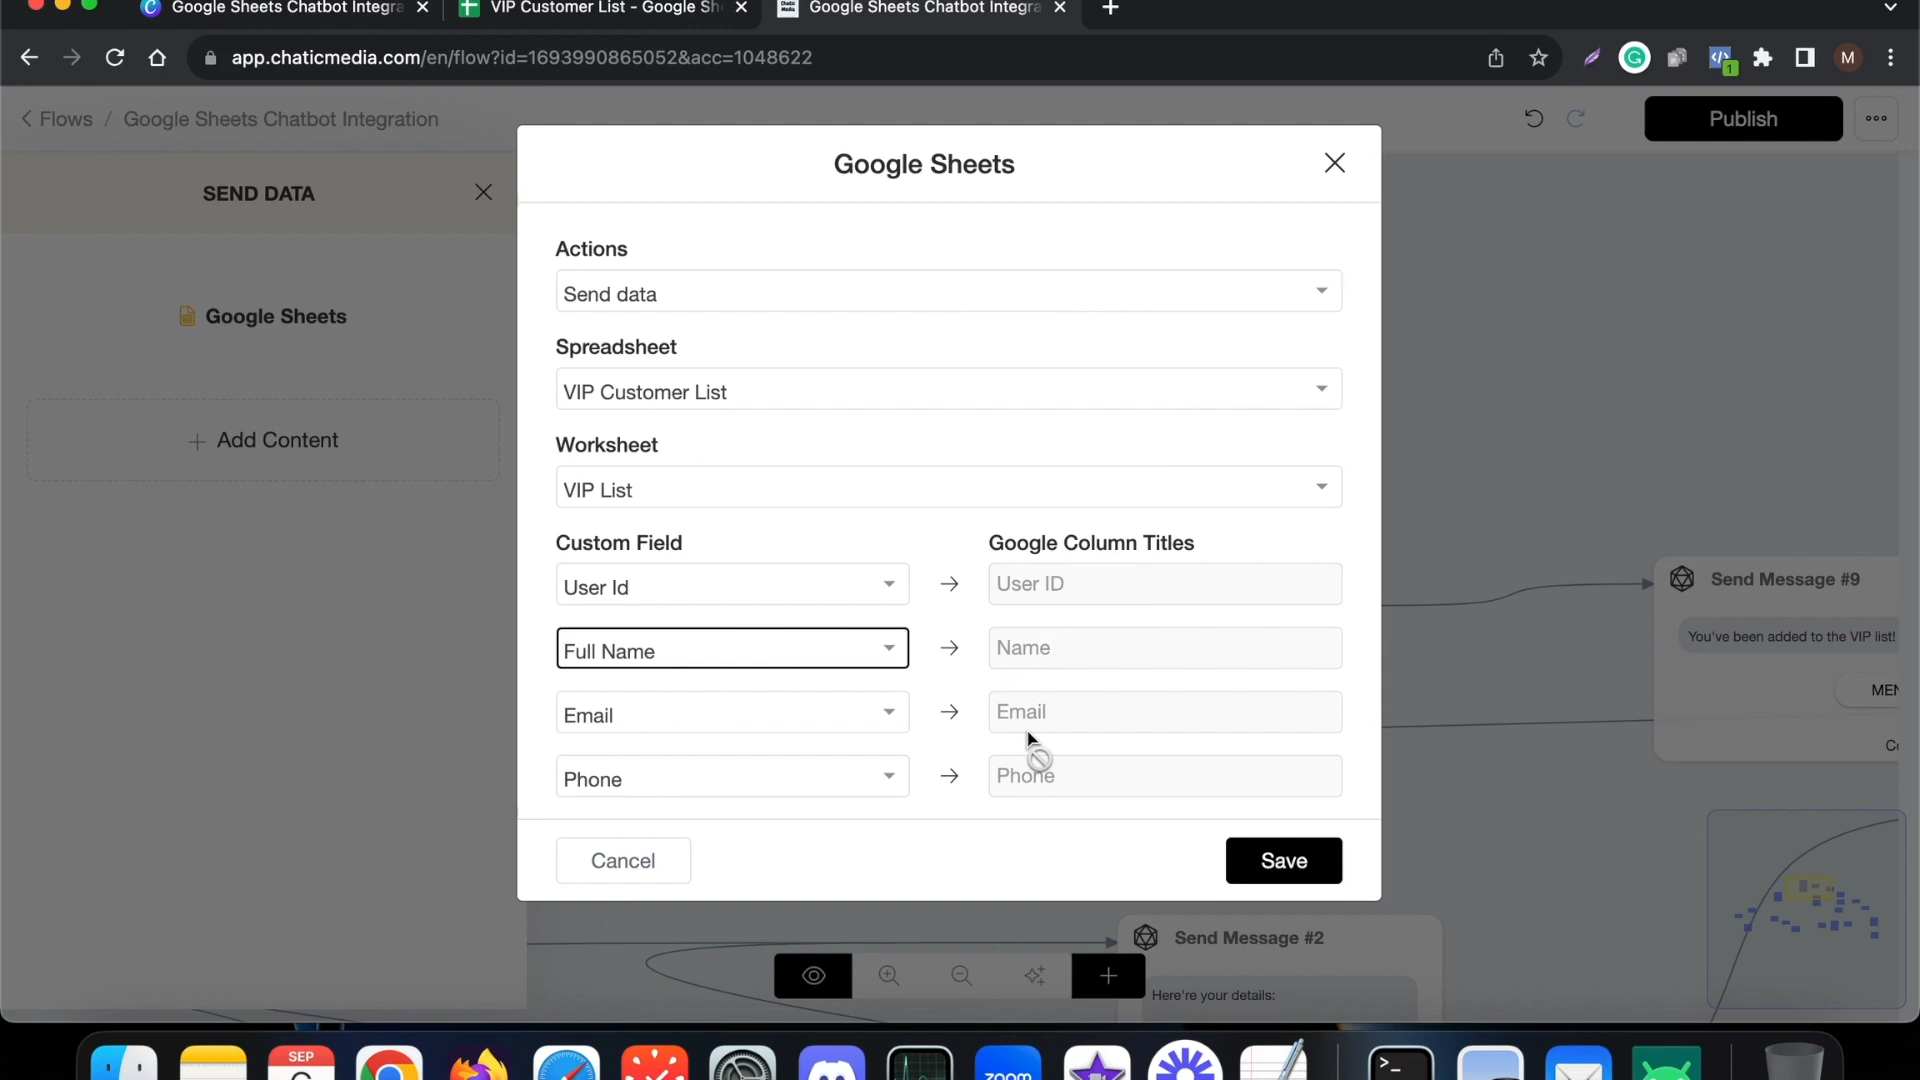 Google Sheets Chatbot Integra
VIP Customer List - Google Sh
Google Sheets Chatbot Integra
app.chaticmedia.com/en/flow?id=1693990865052&acc=1048622
1
M
Flows / Google Sheets Chatbot Integration
Publish
SEND DATA
Google Sheets
Add Content
Google Sheets
Actions
Send data
Spreadsheet
VIP Customer List
Worksheet
VIP List
Custom Field
Google Column Titles
User Id
User ID
Full Name
Name
Email
Email
Phone
Phone
Cancel
Save
Send Message #9
You've been added to the VIP list!
MEN
Send Message #2
Here're your details:
SEP
zoom